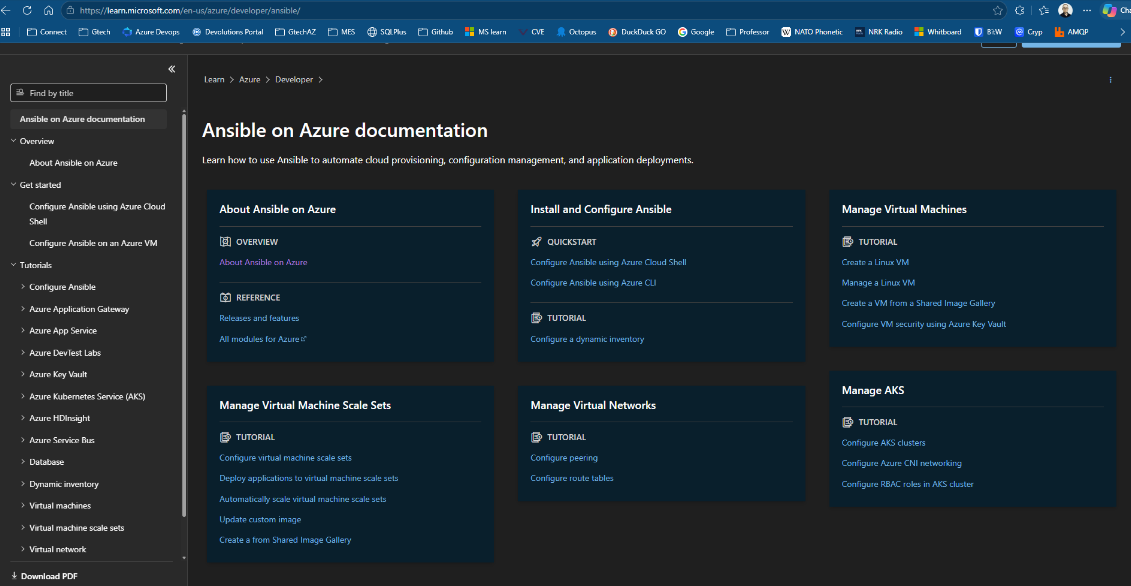 https://learn.microsoft.com/en-us/azure/developer/ansible/
Connect Gtech Azure Devops Devolutions Portal GtechAZ MES SQLPlus Github MS learn CVE Octopus DuckDuck GO Google Professor NATO Phonetic NRK Radio Whitboard BitW Cryp AMQP
Learn Azure Developer
Find by title
Ansible on Azure documentation
Overview
About Ansible on Azure
Get started
Configure Ansible using Azure Cloud
Shell
Configure Ansible on an Azure VM
Tutorials
Configure Ansible
Azure Application Gateway
Azure App Service
Azure DevTest Labs
Azure Key Vault
Azure Kubernetes Service (AKS)
Azure HDInsight
Azure Service Bus
Database
Dynamic inventory
Virtual machines
Virtual machine scale sets
Virtual network
Download PDF
Ansible on Azure documentation
Learn how to use Ansible to automate cloud provisioning, configuration management, and application deployments.
About Ansible on Azure
OVERVIEW
About Ansible on Azure
REFERENCE
Releases and features
All modules for Azure
Install and Configure Ansible
QUICKSTART
Configure Ansible using Azure Cloud Shell
Configure Ansible using Azure CLI
TUTORIAL
Configure a dynamic inventory
Manage Virtual Machines
TUTORIAL
Create a Linux VM
Manage a Linux VM
Create a VM from a Shared Image Gallery
Configure VM security using Azure Key Vault
Manage Virtual Machine Scale Sets
TUTORIAL
Configure virtual machine scale sets
Deploy applications to virtual machine scale sets
Automatically scale virtual machine scale sets
Update custom image
Create a from Shared Image Gallery
Manage Virtual Networks
TUTORIAL
Configure peering
Configure route tables
Manage AKS
TUTORIAL
Configure AKS clusters
Configure Azure CNI networking
Configure RBAC roles in AKS cluster